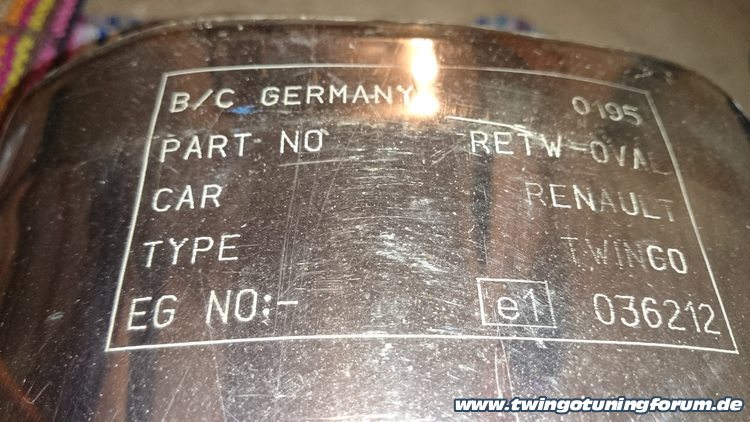 B/C GERMANY 0195
PART NO RETW-OVAL
CAR RENAULT
TYPE TWINGO
EG NO:- e1 036212
www.twingotuningforum.de